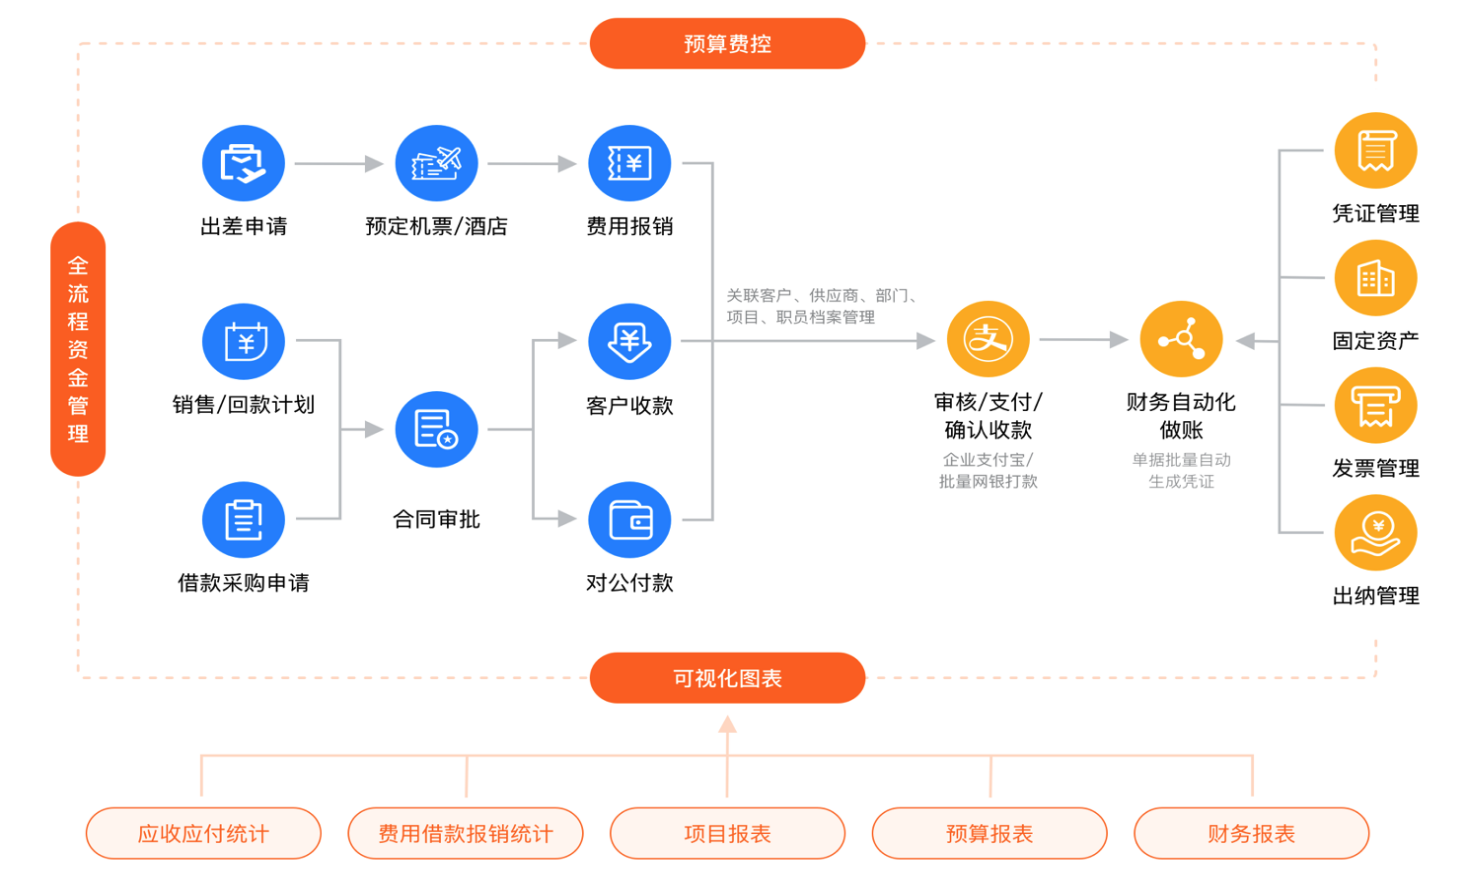 预算费控
全流程资金管理
出差申请
预定机票/酒店
费用报销
凭证管理
关联客户、供应商、部门、
项目、职员档案管理
固定资产
销售/回款计划
客户收款
审核/支付/
确认收款
企业支付宝/
批量网银打款
财务自动化
做账
单据批量自动
生成凭证
发票管理
合同审批
借款采购申请
对公付款
出纳管理
可视化图表
应收应付统计
费用借款报销统计
项目报表
预算报表
财务报表